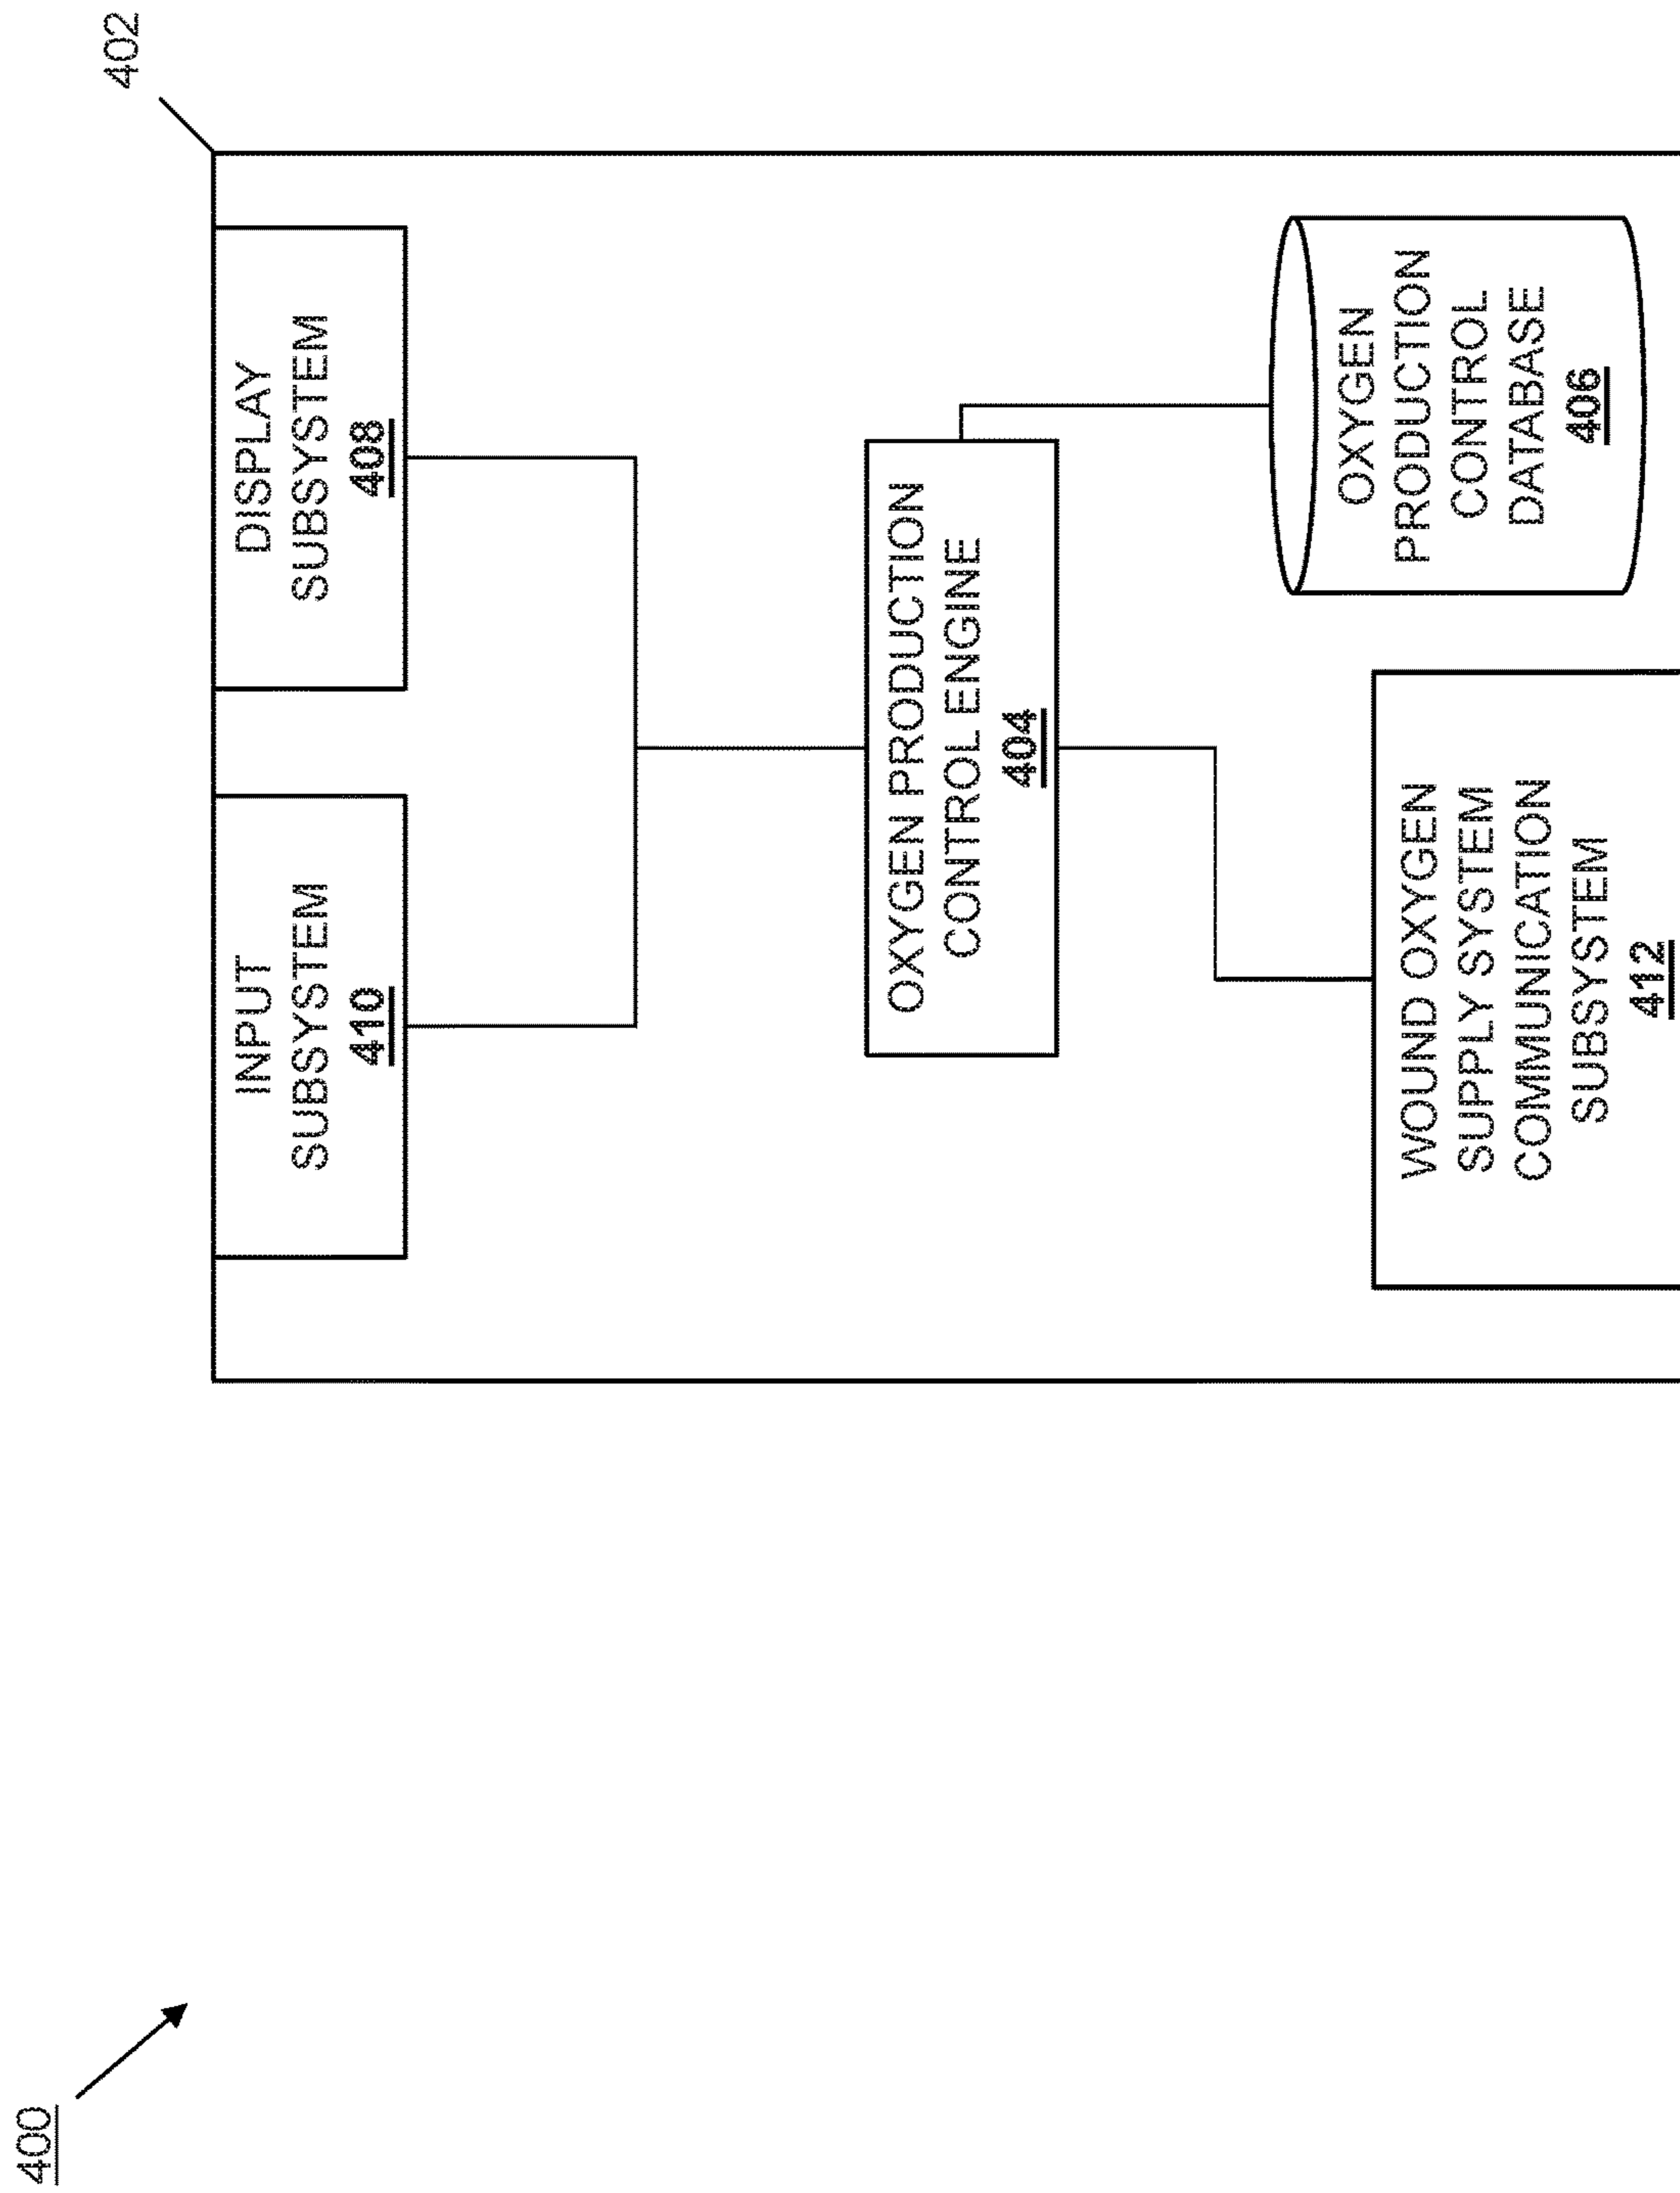 400
402
INPUT
SUBSYSTEM
410
DISPLAY
SUBSYSTEM
408
OXYGEN PRODUCTION
CONTROL ENGINE
404
WOUND OXYGEN
SUPPLY SYSTEM
COMMUNICATION
SUBSYSTEM
412
OXYGEN
PRODUCTION
CONTROL
DATABASE
406